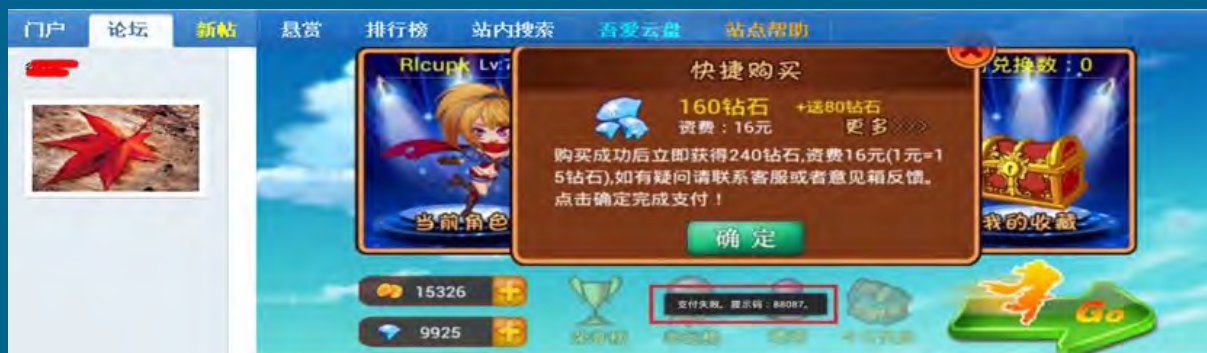 门户 论坛 新帖 悬赏 排行榜 站内搜索 吾爱云盘 站点帮助
Rlcupk Lv:
兑换数：0
快捷购买
160钻石 +送80钻石
资费：16元 更多>>>
购买成功后立即获得240钻石,资费16元(1元=1
5钻石),如有疑问请联系客服或者意见箱反馈。
点击确定完成支付！
确定
当前角色
我的收藏
15326
支付失败。提示码：88087。
9925
Go